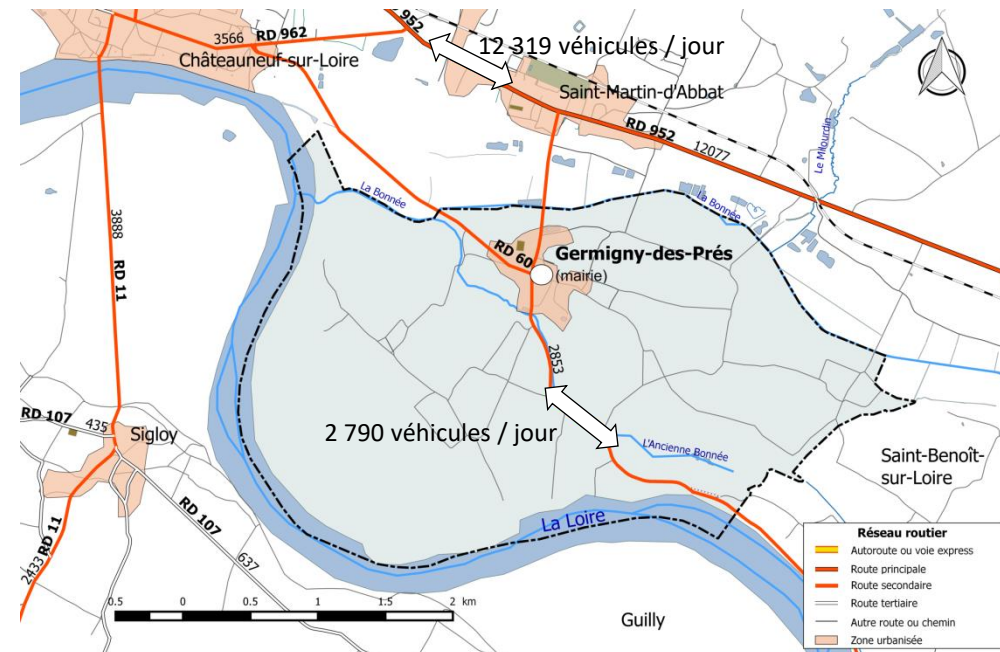 952
3566
RD 962
12 319 véhicules / jour
Châteauneuf-sur-Loire
Saint-Martin-d'Abbat
RD 952
12077
Le Milourdin
La Bonnée
La Bonnée
3888
RD 11
RD 60
Germigny-des-Prés
(mairie)
2853
RD 107
435
Sigloy
2 790 véhicules / jour
L'Ancienne Bonnée
Saint-Benoît-
sur-Loire
RD 107
637
RD 11
2433
La Loire
Guilly
0.5 0 0.5 1 1.5 2 km
Réseau routier
Autoroute ou voie express
Route principale
Route secondaire
Route tertiaire
Autre route ou chemin
Zone urbanisée